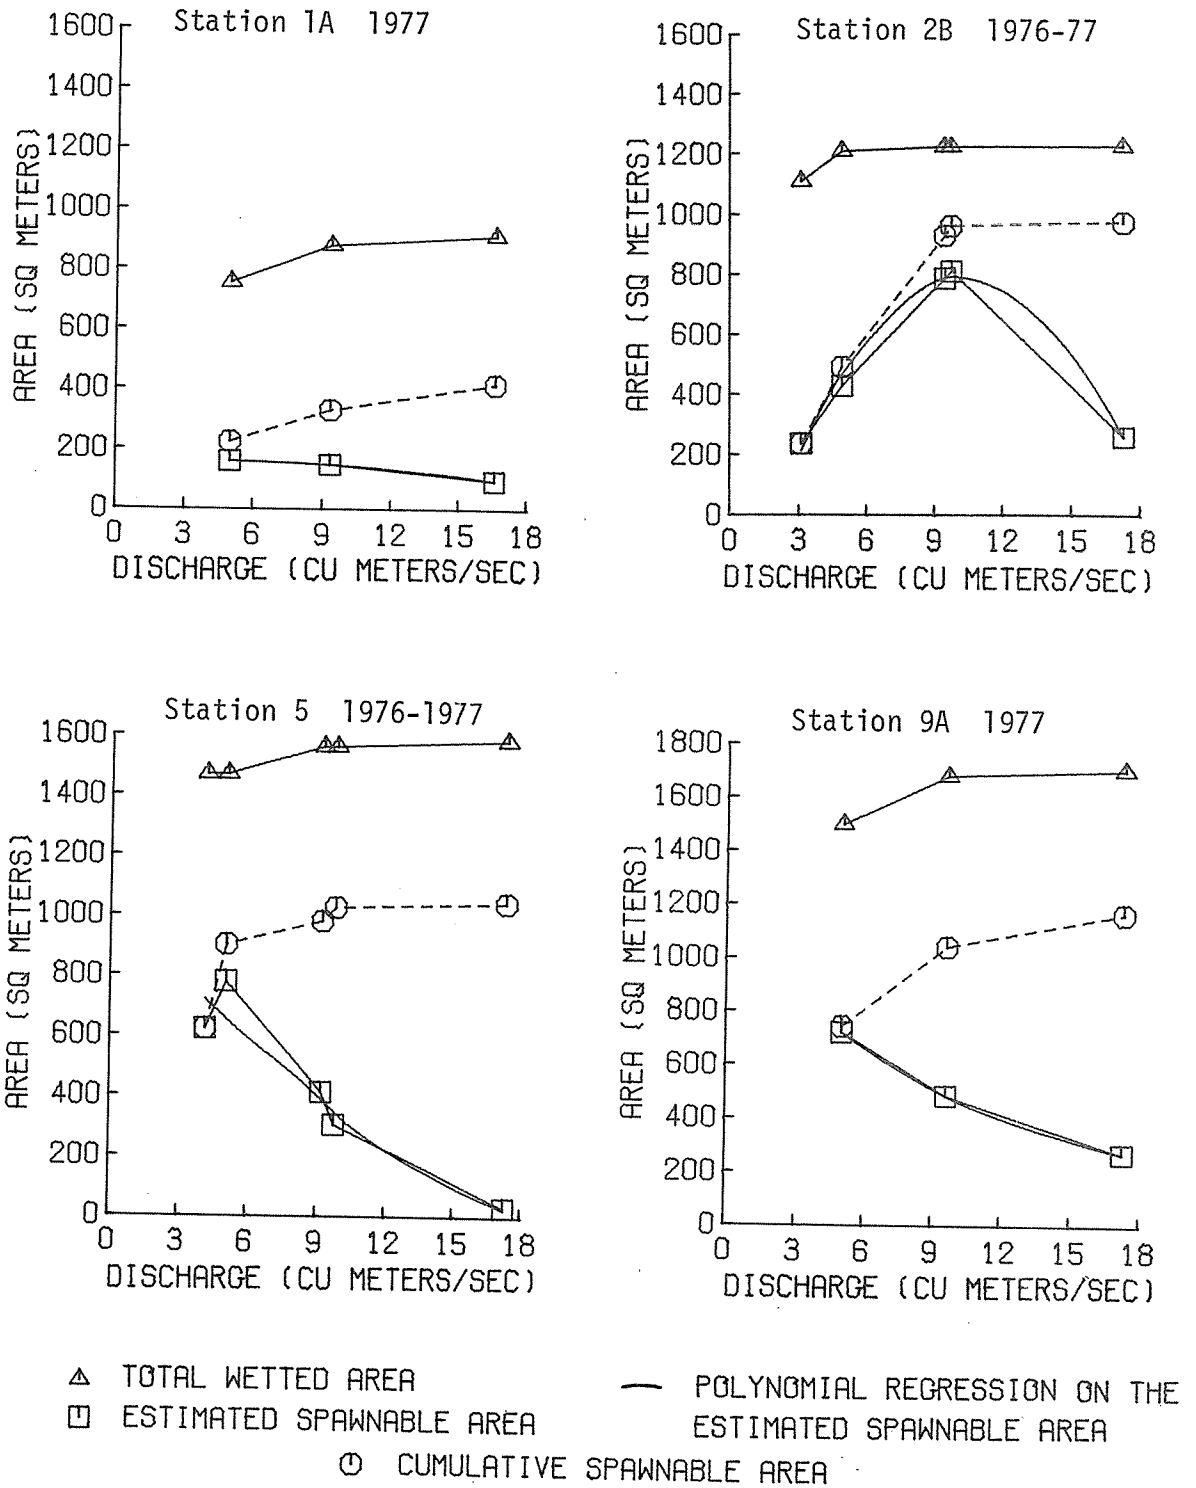 Station 1A 1977
1600
1400
1200
1000
800
600
400
200
0
AREA (SQ METERS)
0 3 6 9 12 15 18
DISCHARGE (CU METERS/SEC)
Station 2B 1976-77
1600
1400
1200
1000
800
600
400
200
0
AREA (SQ METERS)
0 3 6 9 12 15 18
DISCHARGE (CU METERS/SEC)
Station 5 1976-1977
1600
1400
1200
1000
800
600
400
200
0
AREA (SQ METERS)
0 3 6 9 12 15 18
DISCHARGE (CU METERS/SEC)
Station 9A 1977
1800
1600
1400
1200
1000
800
600
400
200
0
AREA (SQ METERS)
0 3 6 9 12 15 18
DISCHARGE (CU METERS/SEC)
TOTAL WETTED AREA
ESTIMATED SPAWNABLE AREA
CUMULATIVE SPAWNABLE AREA
POLYNOMIAL REGRESSION ON THE
ESTIMATED SPAWNABLE AREA